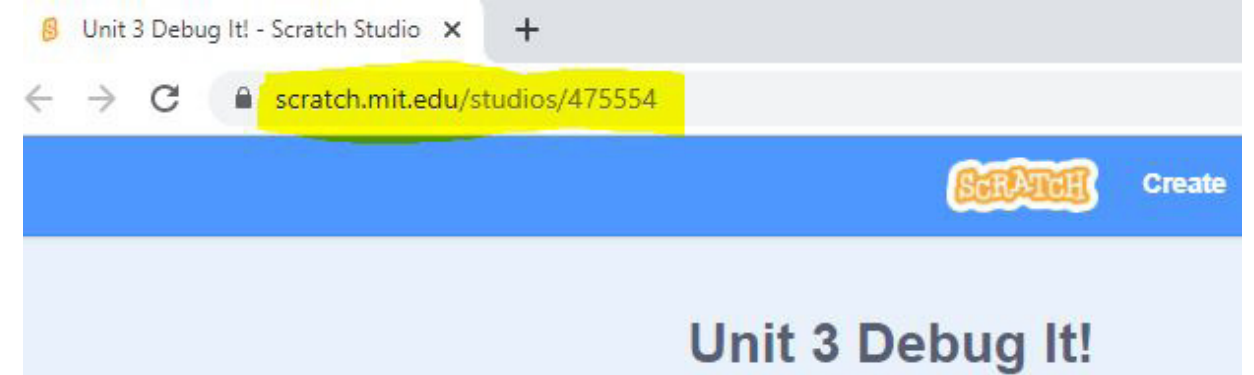 Unit 3 Debug It! - Scratch Studio
scratch.mit.edu/studios/475554
SCRATCH Create
Unit 3 Debug It!